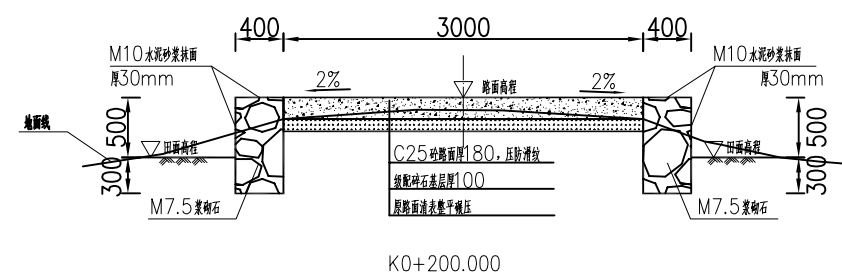 400 3000 400
M10水泥砂浆抹面 M10水泥砂浆抹面
厚30mm 2% 路面高程 2% 厚30mm
地面线 500 田面高程 田面高程 500
300 C25砼路面厚180，压防滑纹 300
级配碎石基层厚100
M7.5浆砌石 原路面清表整平碾压 M7.5浆砌石
K0+200.000